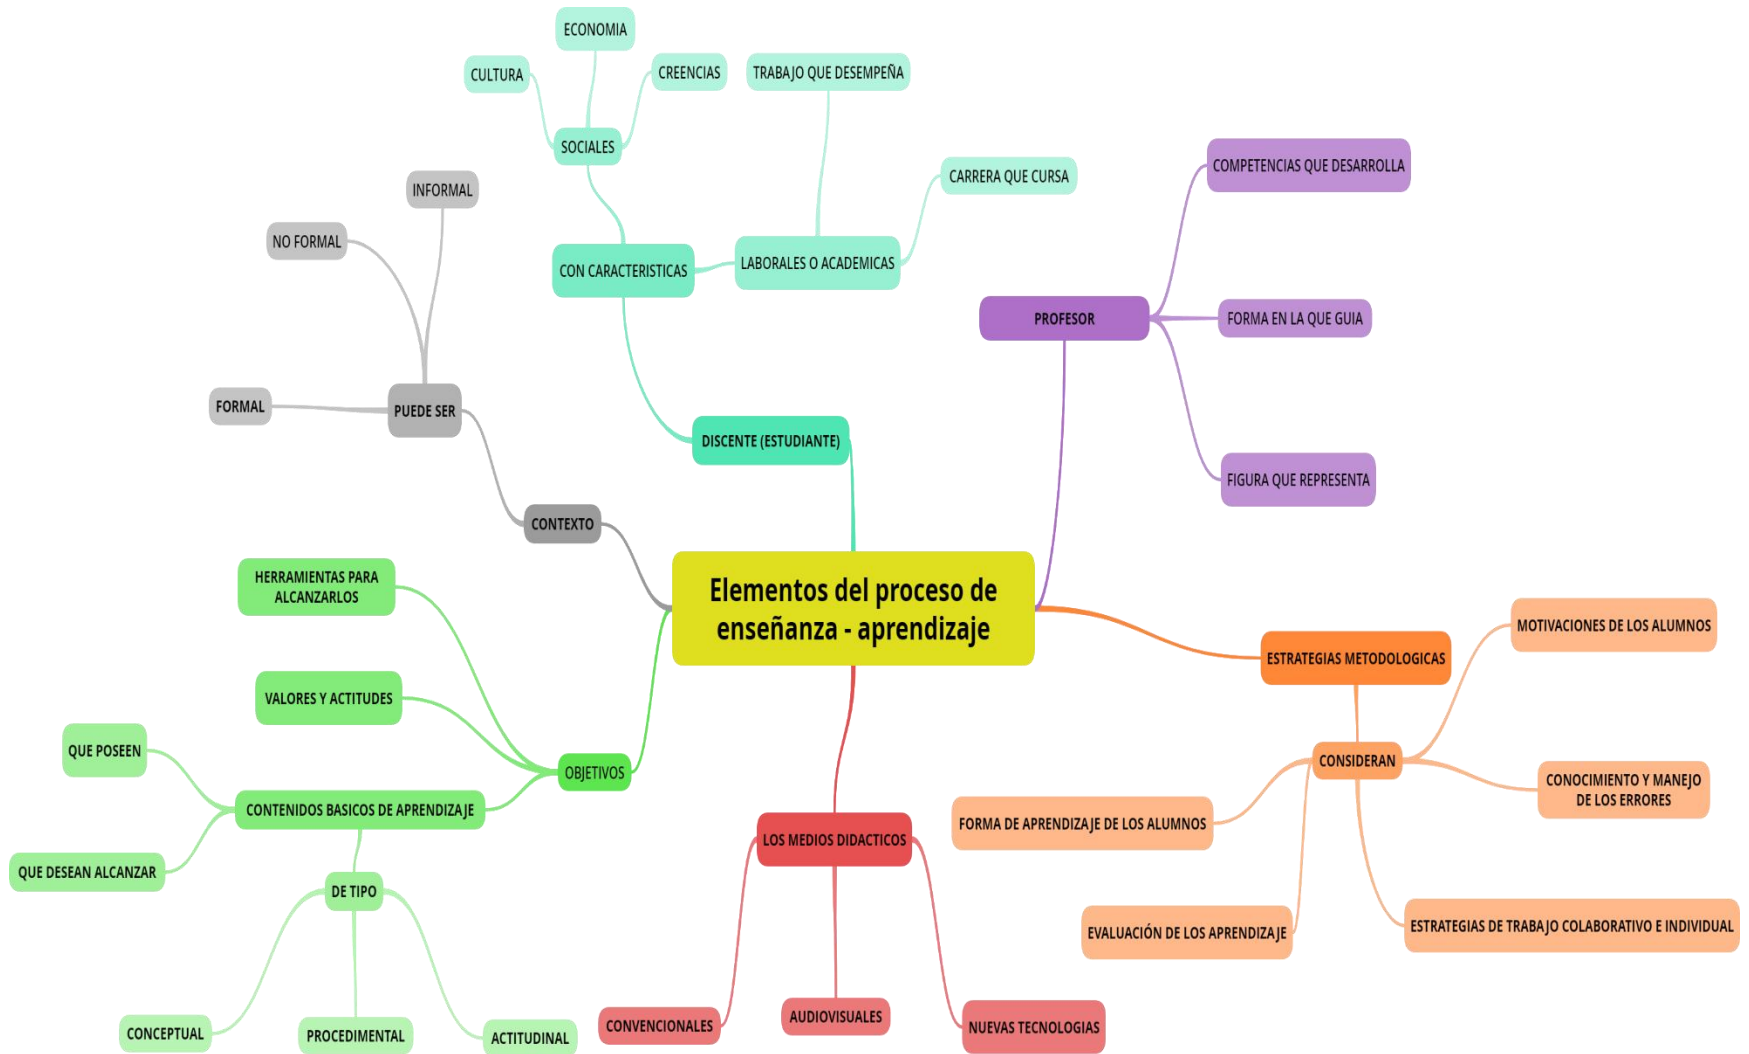 ECONOMIA
CULTURA
CREENCIAS
TRABAJO QUE DESEMPEÑA
SOCIALES
COMPETENCIAS QUE DESARROLLA
CARRERA QUE CURSA
INFORMAL
NO FORMAL
LABORALES O ACADEMICAS
CON CARACTERISTICAS
PROFESOR
FORMA EN LA QUE GUIA
FORMAL
PUEDE SER
DISCENTE (ESTUDIANTE)
FIGURA QUE REPRESENTA
CONTEXTO
HERRAMIENTAS PARA
ALCANZARLOS
Elementos del proceso de
enseñanza - aprendizaje
MOTIVACIONES DE LOS ALUMNOS
ESTRATEGIAS METODOLOGICAS
VALORES Y ACTITUDES
QUE POSEEN
OBJETIVOS
CONSIDERAN
CONOCIMIENTO Y MANEJO
DE LOS ERRORES
CONTENIDOS BASICOS DE APRENDIZAJE
FORMA DE APRENDIZAJE DE LOS ALUMNOS
LOS MEDIOS DIDACTICOS
QUE DESEAN ALCANZAR
DE TIPO
ESTRATEGIAS DE TRABAJO COLABORATIVO E INDIVIDUAL
EVALUACIÓN DE LOS APRENDIZAJE
CONCEPTUAL
PROCEDIMENTAL
ACTITUDINAL
CONVENCIONALES
AUDIOVISUALES
NUEVAS TECNOLOGIAS